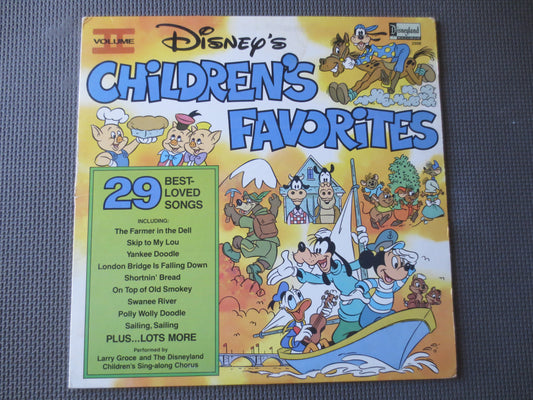 VOLUME
II
Disney's
Disneyland
CHILDREN'S
FAVORITES
29 BEST-
LOVED
SONGS
INCLUDING:
The Farmer in the Dell
Skip to My Lou
Yankee Doodle
London Bridge Is Falling Down
Shortnin' Bread
On Top of Old Smokey
Swanee River
Polly Wolly Doodle
Sailing, Sailing
PLUS...LOTS MORE
Performed by
Larry Groce and The Disneyland
Children's Sing-along Chorus